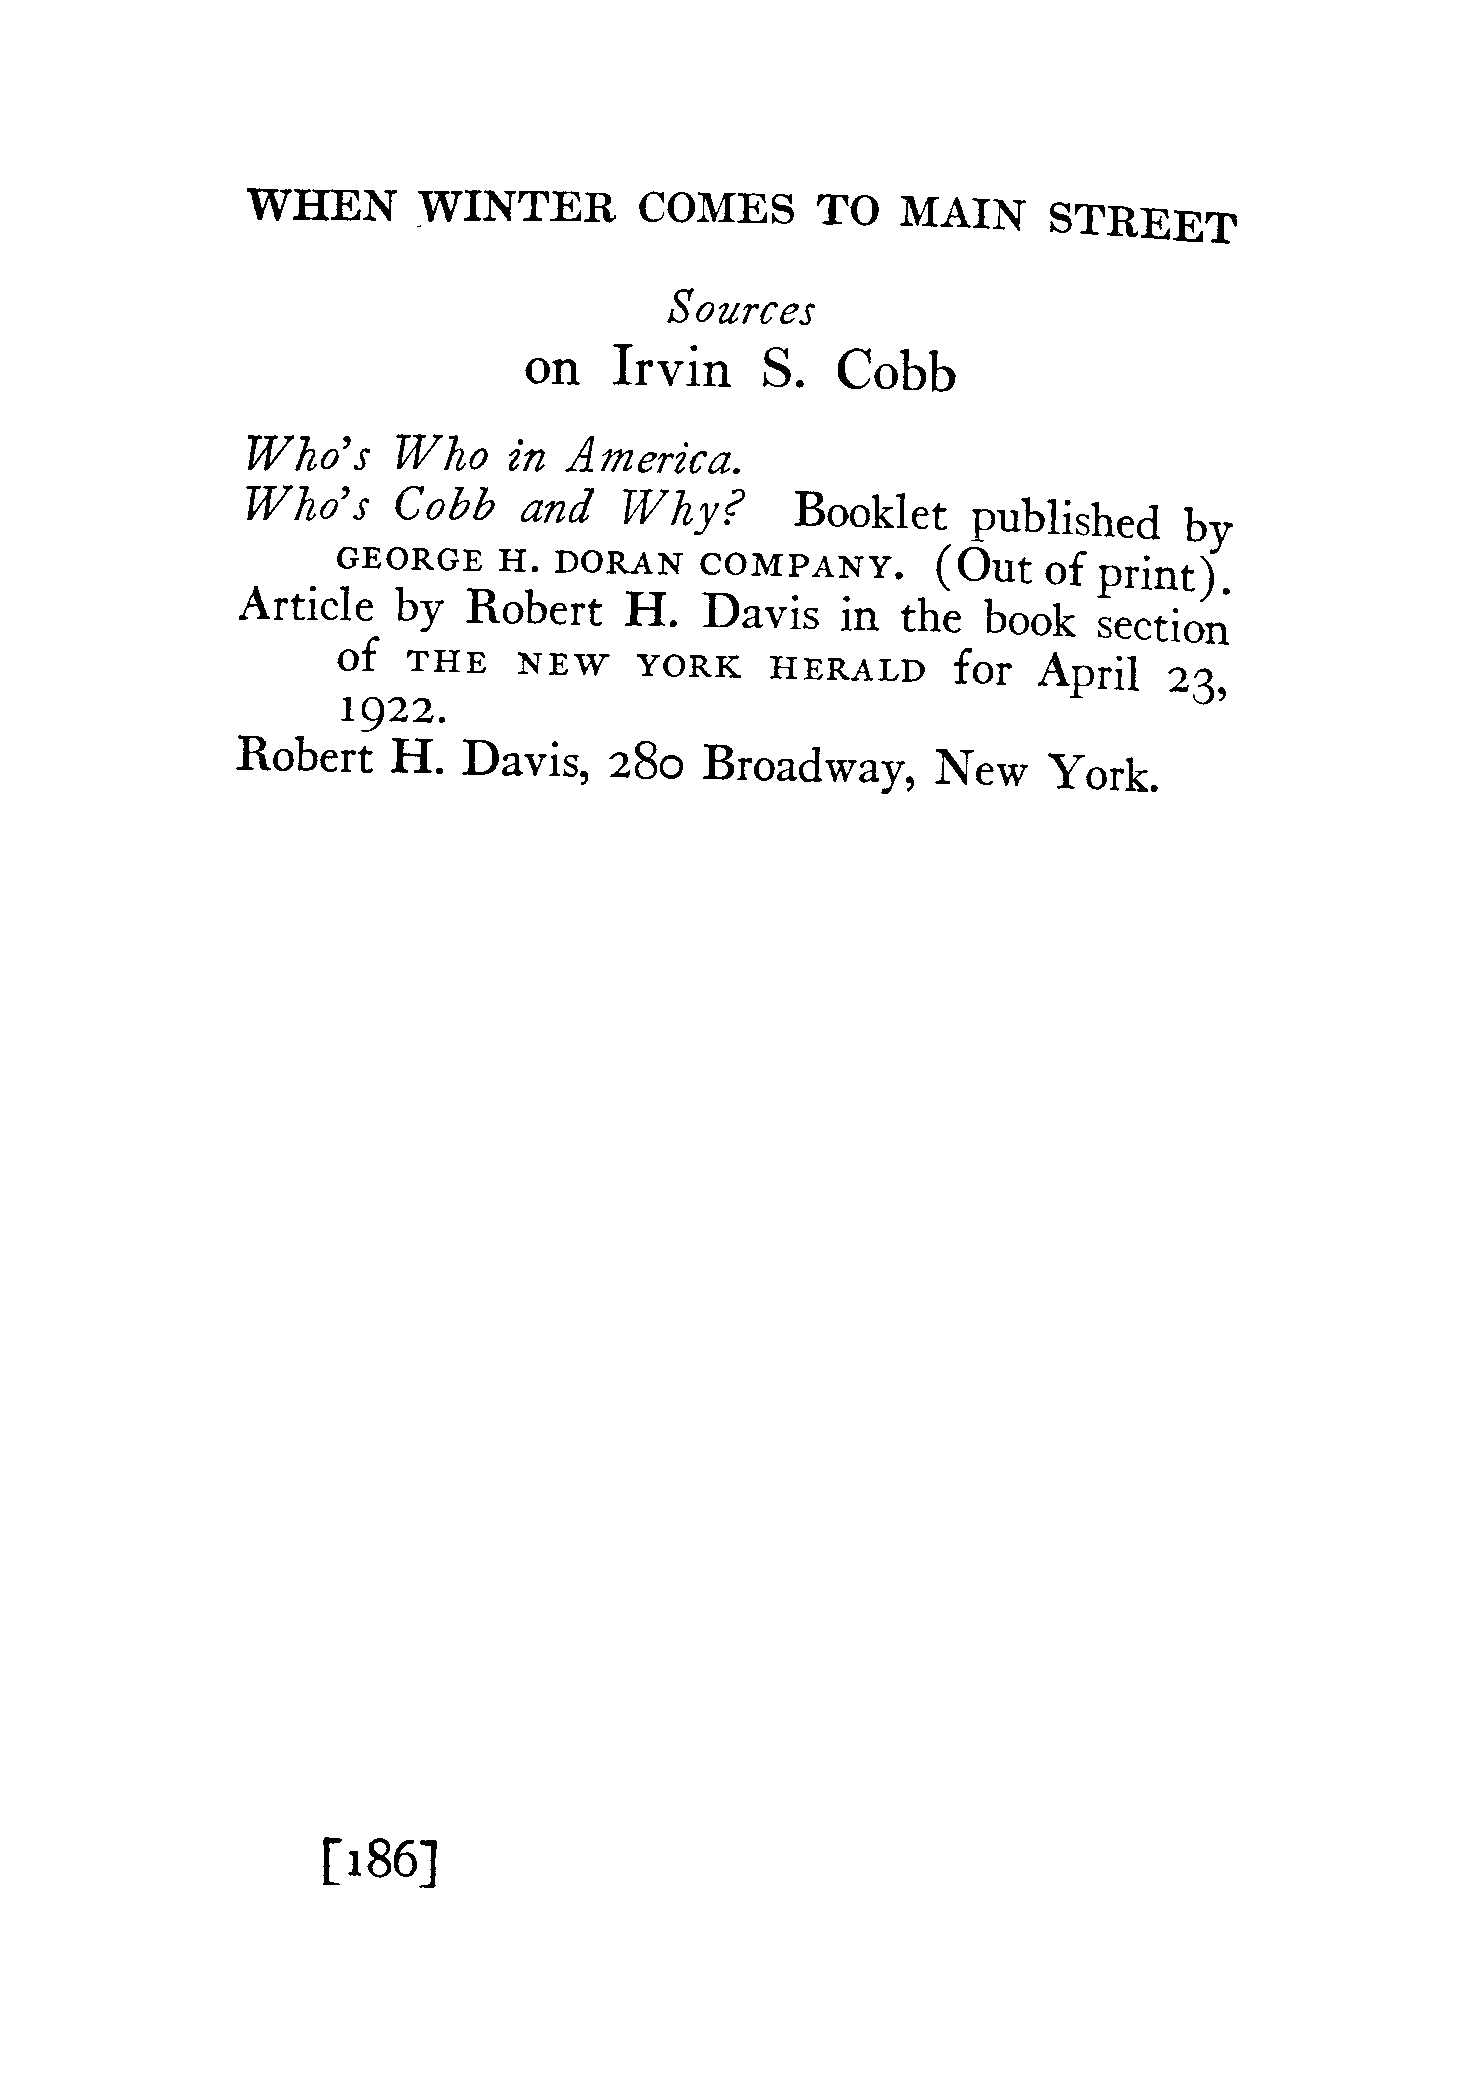 WHEN WINTER COMES TO MAIN STREET
Sources
on Irvin S. Cobb
Who's Who in America.
Who's Cobb and Why? Booklet published by
GEORGE H. DORAN COMPANY. (Out of print).
Article by Robert H. Davis in the book section
of THE NEW YORK HERALD for April 23,
1922.
Robert H. Davis, 280 Broadway, New York.
[186]